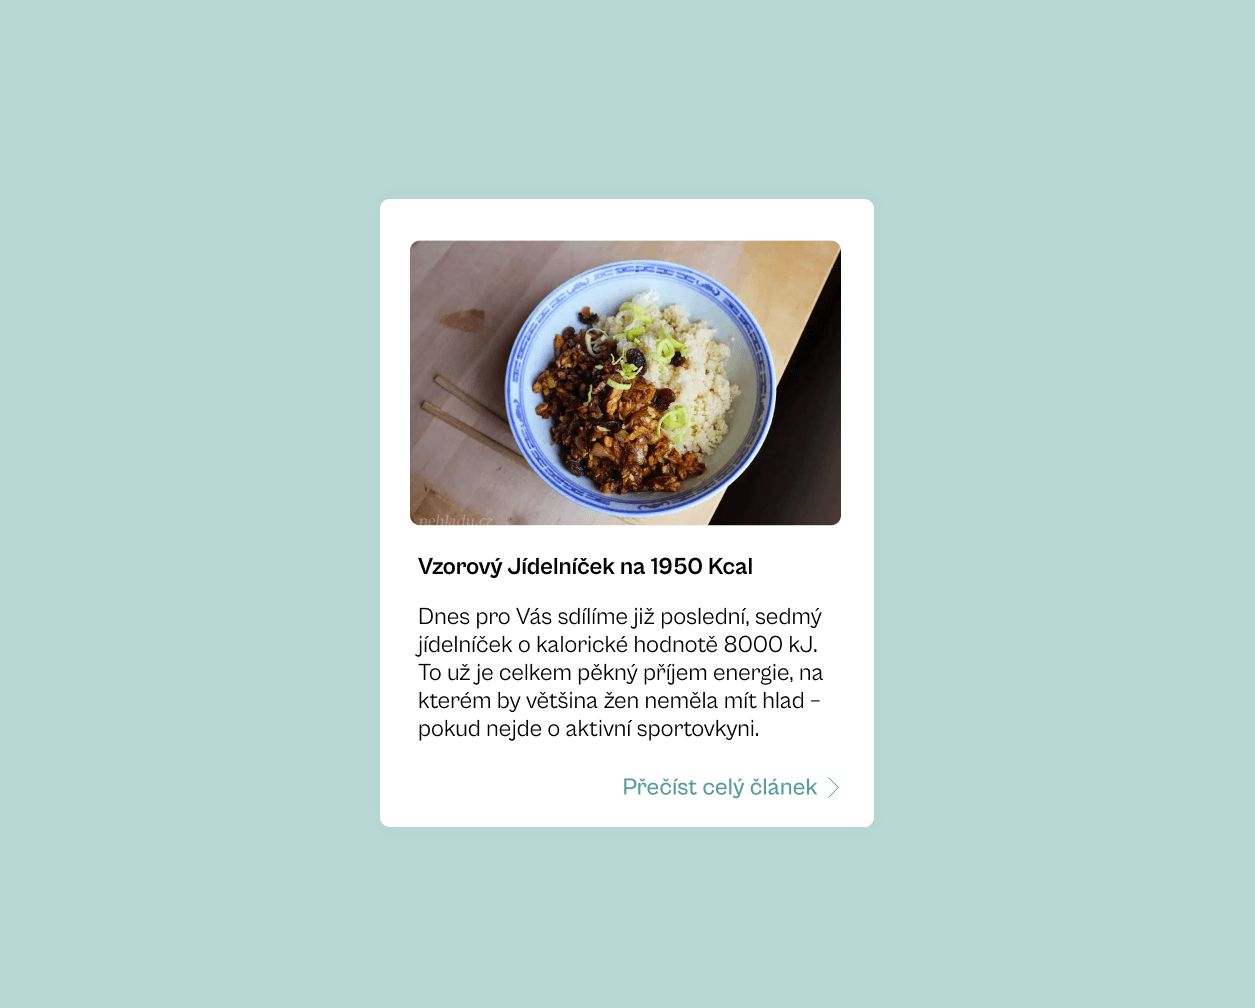 nehladu.cz
Vzorový Jídelníček na 1950 Kcal
Dnes pro Vás sdílíme již poslední, sedmý
jídelníček o kalorické hodnotě 8000 kJ.
To už je celkem pěkný příjem energie, na
kterém by většina žen neměla mít hlad –
pokud nejde o aktivní sportovkyni.
Přečíst celý článek